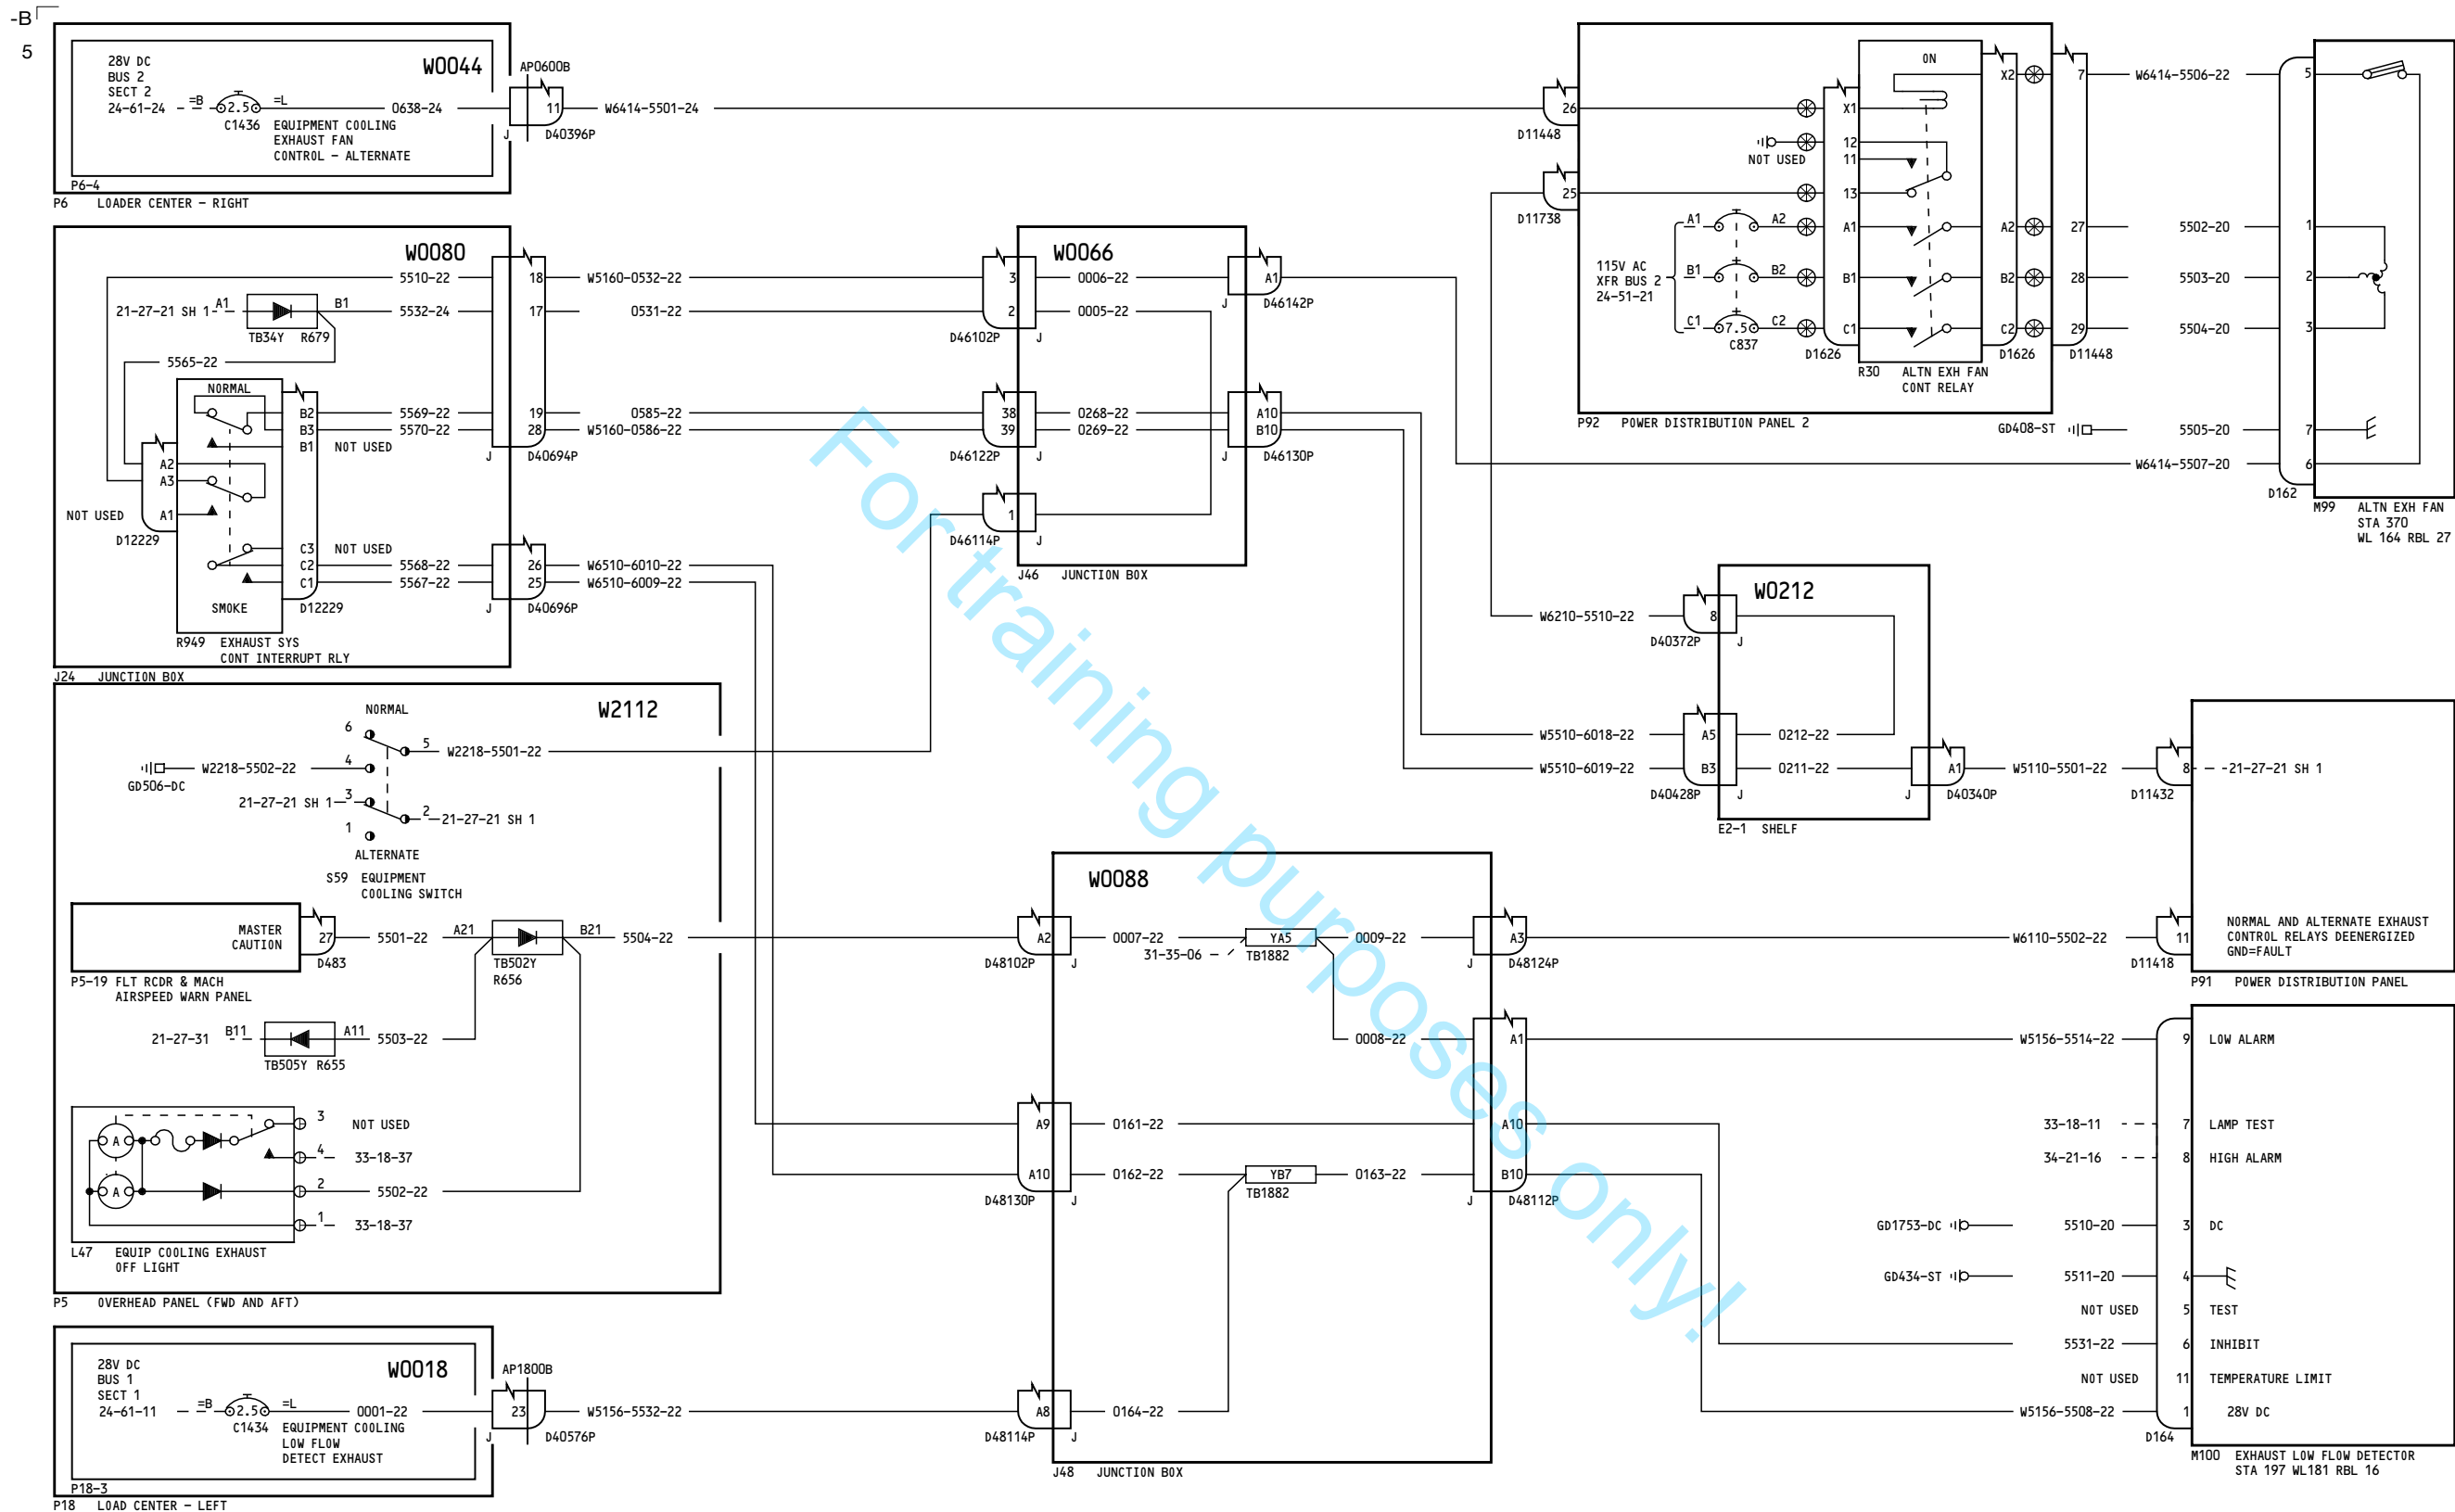 -B
5
28V DC
BUS 2
SECT 2
24-61-24
=B
2.5
=L
C1436
EQUIPMENT COOLING
EXHAUST FAN
CONTROL - ALTERNATE
0638-24
W0044
P6-4
P6 LOADER CENTER - RIGHT
AP0600B
11
J
D40396P
W6414-5501-24
26
D11448
25
D11738
NOT USED
115V AC
XFR BUS 2
24-51-21
A1
A2
B1
B2
C1
7.5
C2
C837
X1
12
11
13
A1
B1
C1
D1626
ON
X2
A2
B2
C2
D1626
R30 ALTN EXH FAN
CONT RELAY
7
27
28
29
D11448
P92 POWER DISTRIBUTION PANEL 2
W6414-5506-22
5502-20
5503-20
5504-20
GD408-ST
5505-20
W6414-5507-20
5
1
2
3
7
6
D162
M99 ALTN EXH FAN
STA 370
WL 164 RBL 27
W0080
5510-22
18
W5160-0532-22
21-27-21 SH 1
A1
B1
5532-24
17
0531-22
TB34Y R679
5565-22
NORMAL
B2
5569-22
19
0585-22
B3
5570-22
28
W5160-0586-22
B1
NOT USED
J
D40694P
A2
A3
NOT USED
A1
D12229
C3
NOT USED
C2
5568-22
26
W6510-6010-22
C1
5567-22
25
W6510-6009-22
SMOKE
D12229
J
D40696P
R949 EXHAUST SYS
CONT INTERRUPT RLY
J24 JUNCTION BOX
W0066
3
0006-22
A1
2
0005-22
J
D46142P
D46102P
J
38
0268-22
A10
39
0269-22
B10
D46122P
J
J
D46130P
1
D46114P
J
J46 JUNCTION BOX
W0212
W6210-5510-22
8
D40372P
J
W5510-6018-22
A5
0212-22
W5510-6019-22
B3
0211-22
A1
W5110-5501-22
D40428P
J
J
D40340P
E2-1 SHELF
8
21-27-21 SH 1
D11432
W6110-5502-22
11
D11418
NORMAL AND ALTERNATE EXHAUST
CONTROL RELAYS DEENERGIZED
GND=FAULT
P91 POWER DISTRIBUTION PANEL
W2112
NORMAL
6
5
W2218-5501-22
4
W2218-5502-22
GD506-DC
21-27-21 SH 1
3
2
21-27-21 SH 1
1
ALTERNATE
S59 EQUIPMENT
COOLING SWITCH
MASTER
CAUTION
27
D483
5501-22
A21
B21
5504-22
TB502Y
R656
P5-19 FLT RCDR & MACH
AIRSPEED WARN PANEL
21-27-31
B11
A11
5503-22
TB505Y R655
A
A
3
NOT USED
4
33-18-37
2
5502-22
1
33-18-37
L47 EQUIP COOLING EXHAUST
OFF LIGHT
P5 OVERHEAD PANEL (FWD AND AFT)
W0088
A2
0007-22
YA5
0009-22
A3
31-35-06
TB1882
D48102P
J
J
D48124P
0008-22
A1
A9
0161-22
A10
A10
0162-22
YB7
0163-22
B10
TB1882
D48130P
J
J
D48112P
A8
0164-22
D48114P
J
J48 JUNCTION BOX
28V DC
BUS 1
SECT 1
24-61-11
=B
2.5
=L
C1434
EQUIPMENT COOLING
LOW FLOW
DETECT EXHAUST
0001-22
W0018
P18-3
P18 LOAD CENTER - LEFT
AP1800B
23
J
D40576P
W5156-5532-22
W5156-5514-22
9
LOW ALARM
33-18-11
7
LAMP TEST
34-21-16
8
HIGH ALARM
GD1753-DC
5510-20
3
DC
GD434-ST
5511-20
4
NOT USED
5
TEST
5531-22
6
INHIBIT
NOT USED
11
TEMPERATURE LIMIT
W5156-5508-22
1
28V DC
D164
M100 EXHAUST LOW FLOW DETECTOR
STA 197 WL181 RBL 16
For training purposes only!